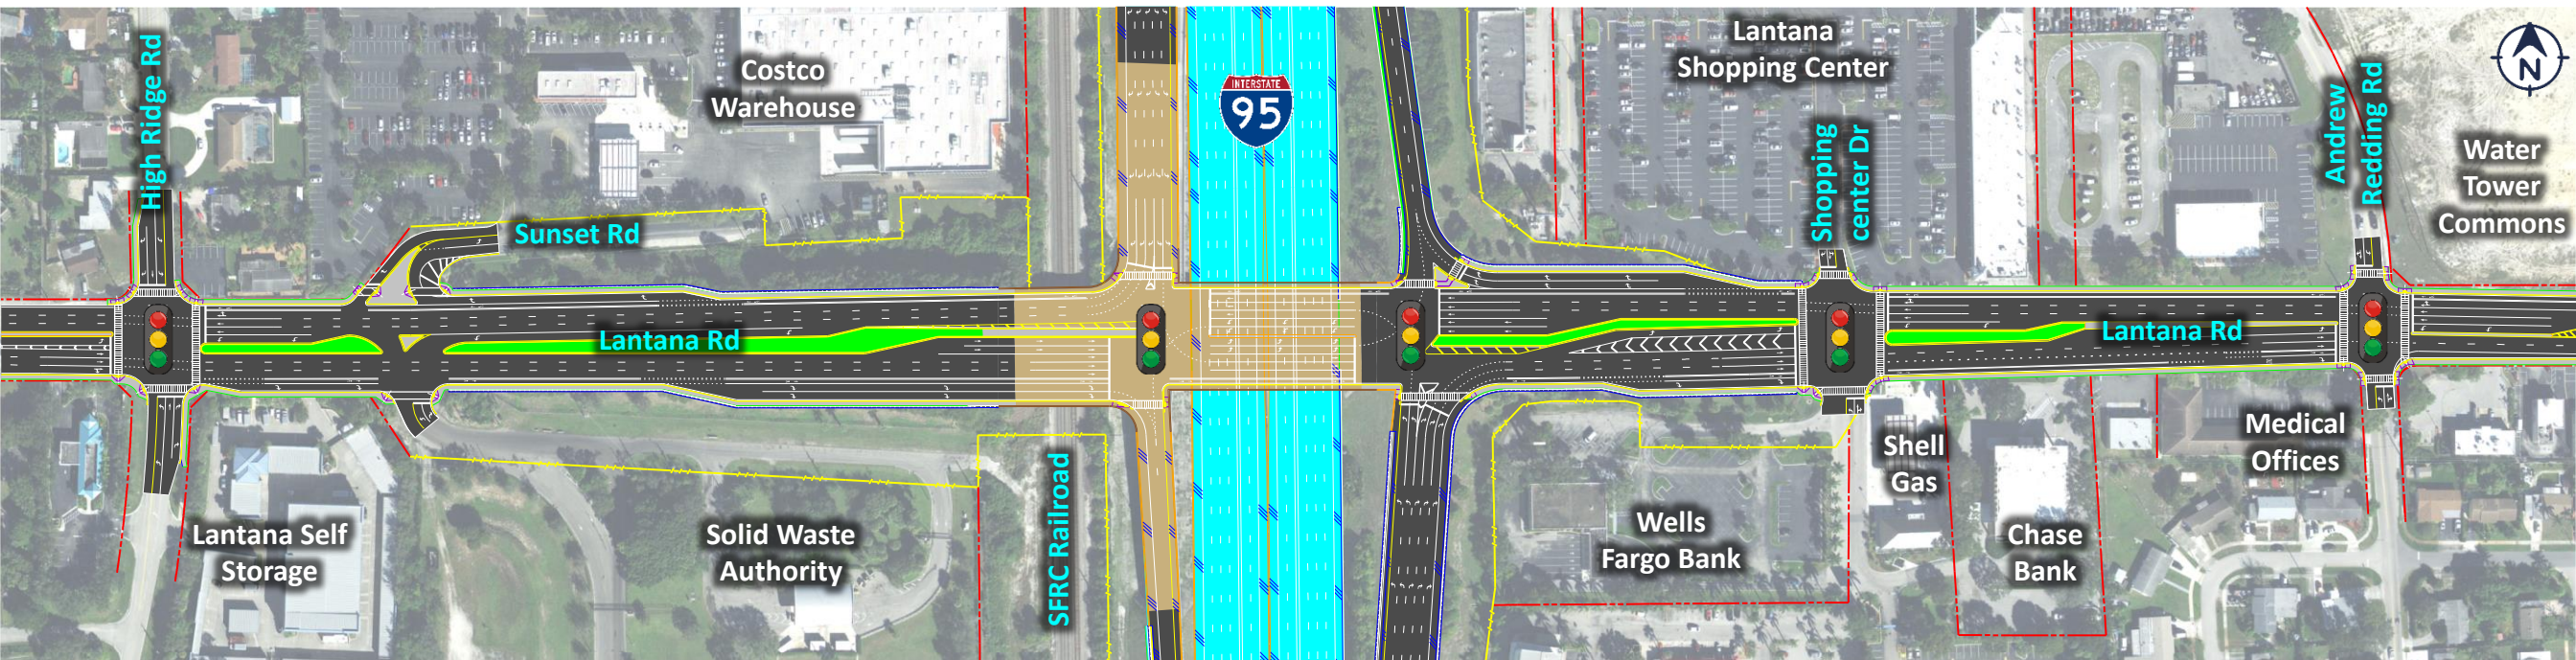 High Ridge Rd
Costco
Warehouse
INTERSTATE
95
Lantana
Shopping Center
Shopping
center Dr
Andrew
Redding Rd
N
Water
Tower
Commons
Sunset Rd
Lantana Rd
Lantana Rd
Lantana Self
Storage
Solid Waste
Authority
SFRC Railroad
Wells
Fargo Bank
Shell
Gas
Chase
Bank
Medical
Offices